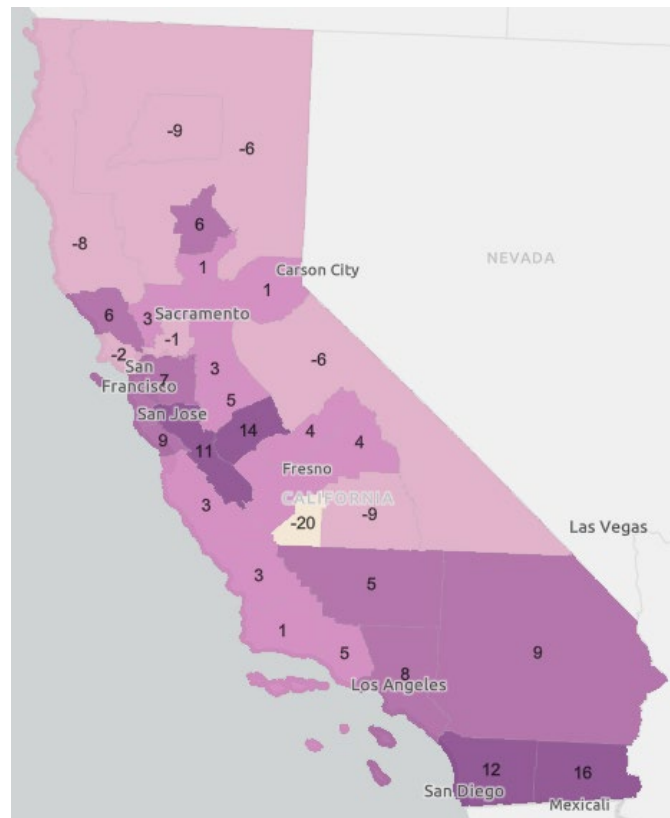 -9
-6
6
-8
1
Carson City
NEVADA
1
6
3
Sacramento
-1
-2
San
Francisco
7
3
-6
5
San Jose
14
4
4
9
11
Fresno
CALIFORNIA
3
-20
-9
Las Vegas
3
5
1
5
9
8
Los Angeles
12
16
San Diego
Mexicali